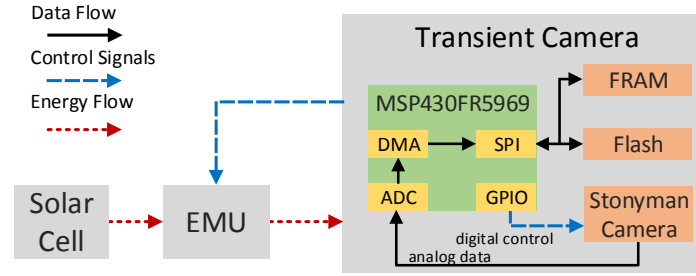 Data Flow
Control Signals
Energy Flow
Transient Camera
MSP430FR5969
FRAM
DMA
SPI
Flash
ADC
GPIO
Solar
Cell
EMU
Stonyman
Camera
digital control
analog data